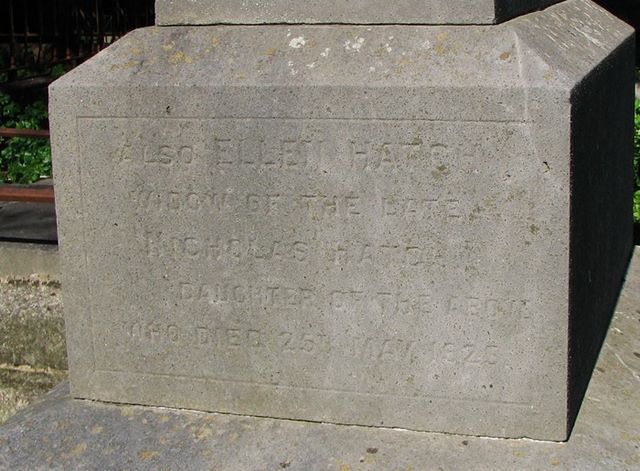 ALSO ELLEN HATCH
WIDOW OF THE LATE
NICHOLAS HATCH
DAUGHTER OF THE ABOVE
WHO DIED 25TH MAY 1925